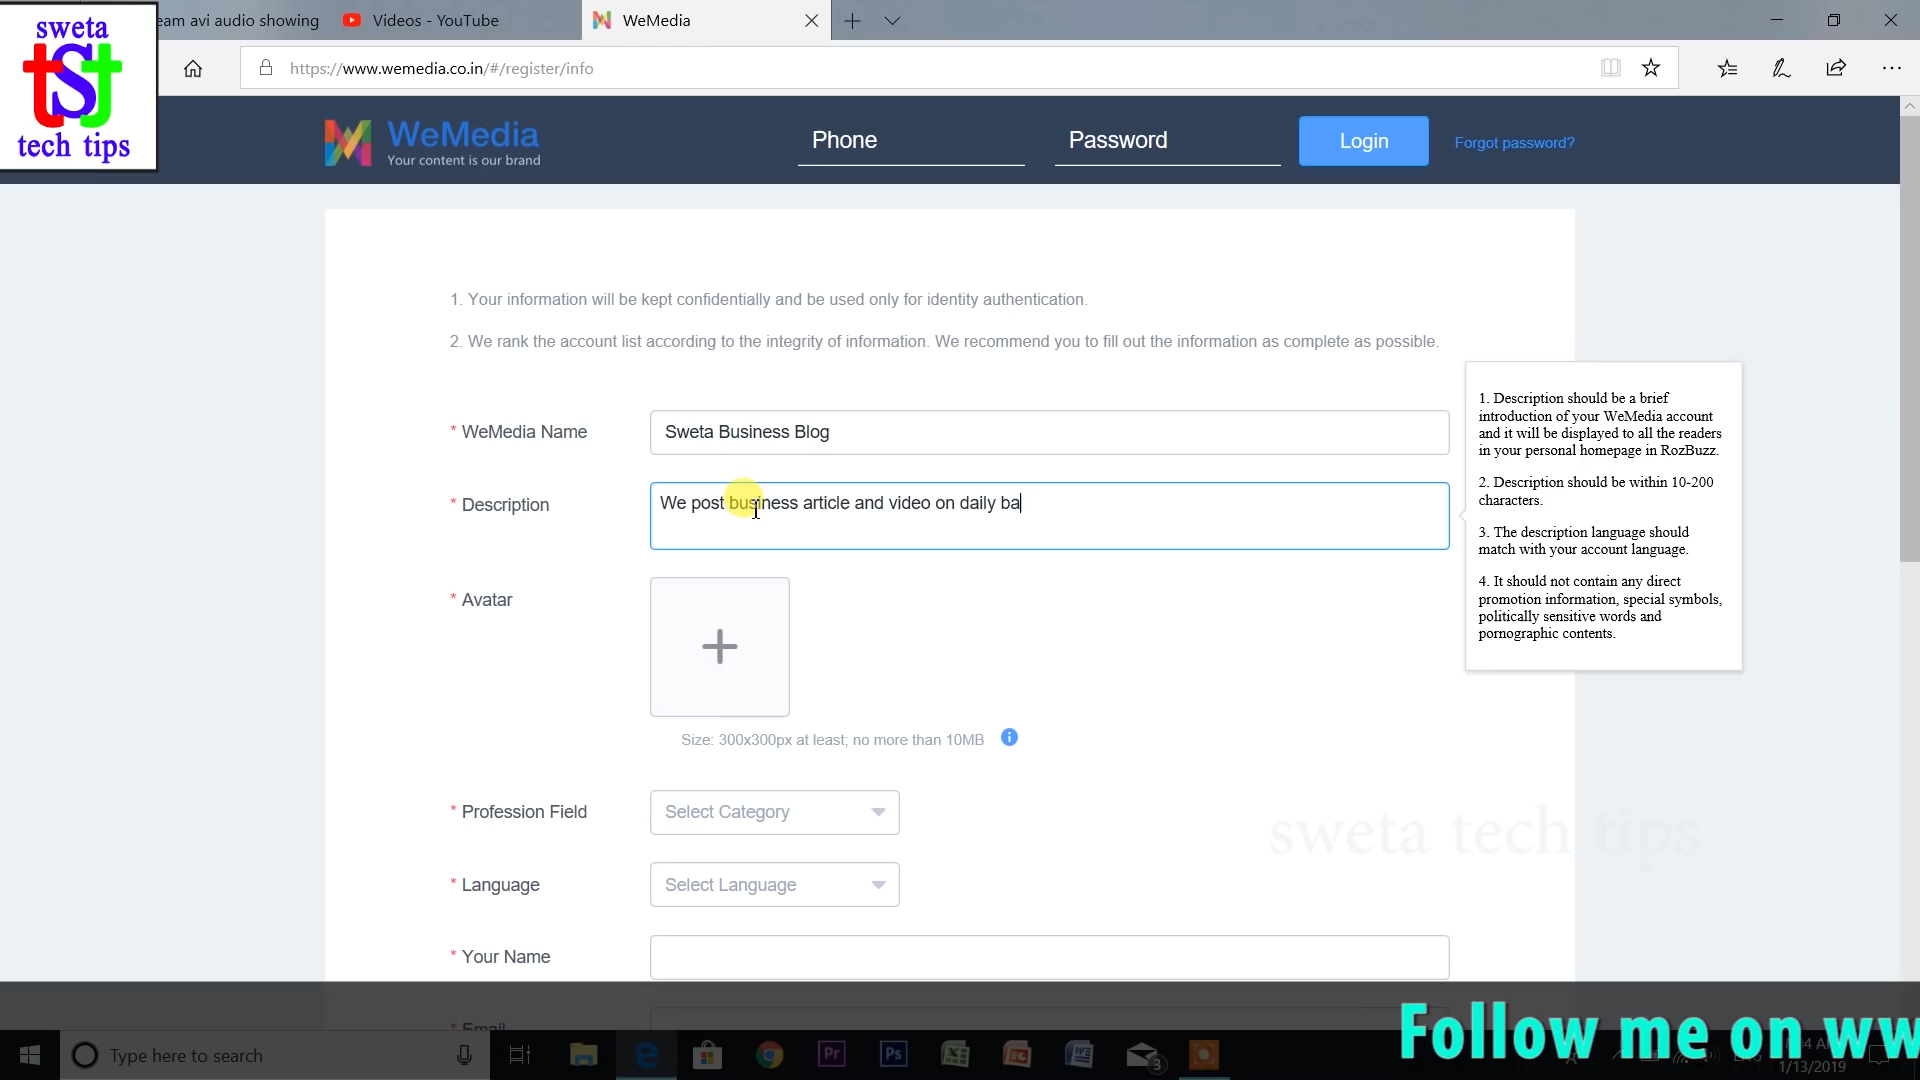 sweta
tst
tech tips
eam avi audio showing
Videos - YouTube
WeMedia
https://www.wemedia.co.in/#/register/info
WeMedia
Your content is our brand
Phone
Password
Login
Forgot password?
1. Your information will be kept confidentially and be used only for identity authentication.
2. We rank the account list according to the integrity of information. We recommend you to fill out the information as complete as possible.
* WeMedia Name
Sweta Business Blog
* Description
We post business article and video on daily ba
1. Description should be a brief
introduction of your WeMedia account
and it will be displayed to all the readers
in your personal homepage in RozBuzz.
2. Description should be within 10-200
characters.
3. The description language should
match with your account language.
4. It should not contain any direct
promotion information, special symbols,
politically sensitive words and
pornographic contents.
* Avatar
Size: 300x300px at least; no more than 10MB
* Profession Field
Select Category
sweta tech tips
* Language
Select Language
* Your Name
* Email
Follow me on ww
Type here to search
Pr
Ps
3
1/13/2019